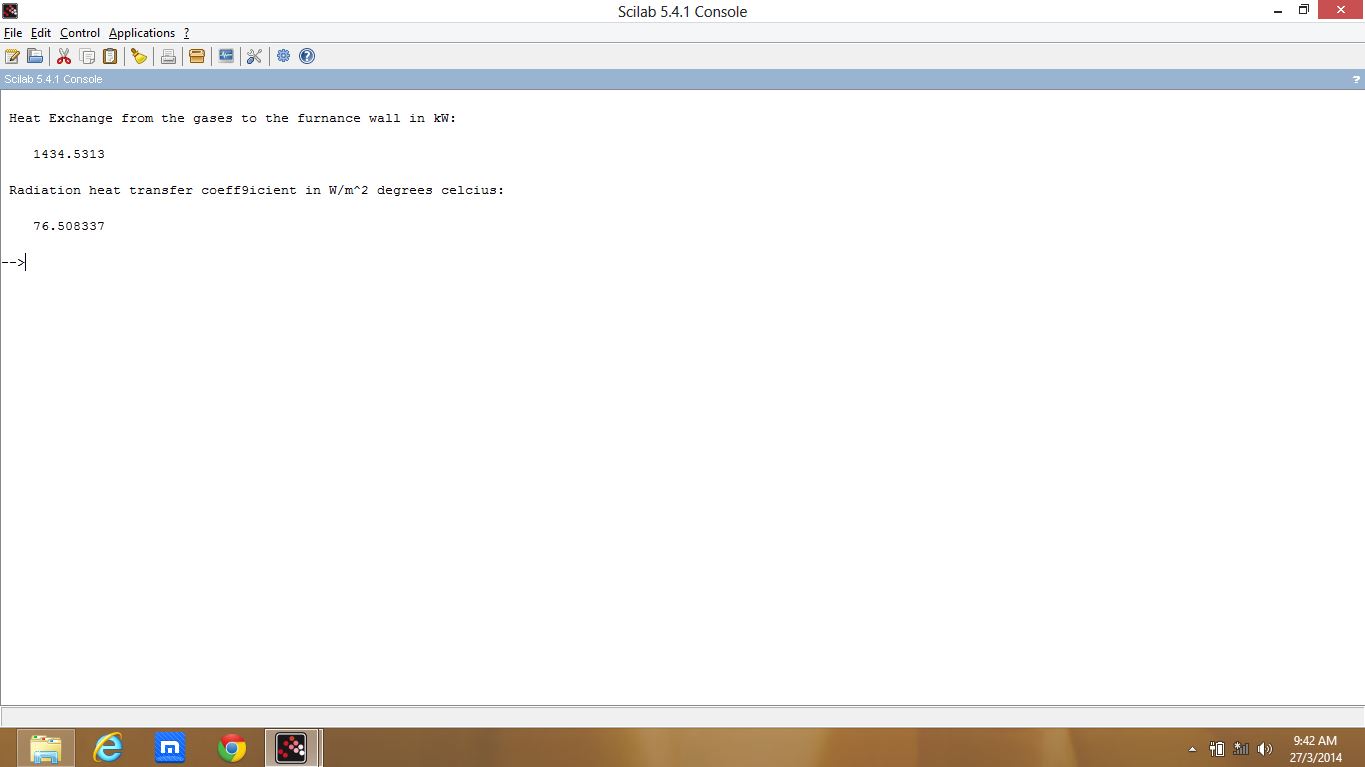 Scilab 5.4.1 Console
File Edit Control Applications ?
Scilab 5.4.1 Console ?
Heat Exchange from the gases to the furnance wall in kW:
1434.5313
Radiation heat transfer coeff9icient in W/m^2 degrees celcius:
76.508337
-->
9:42 AM
27/3/2014